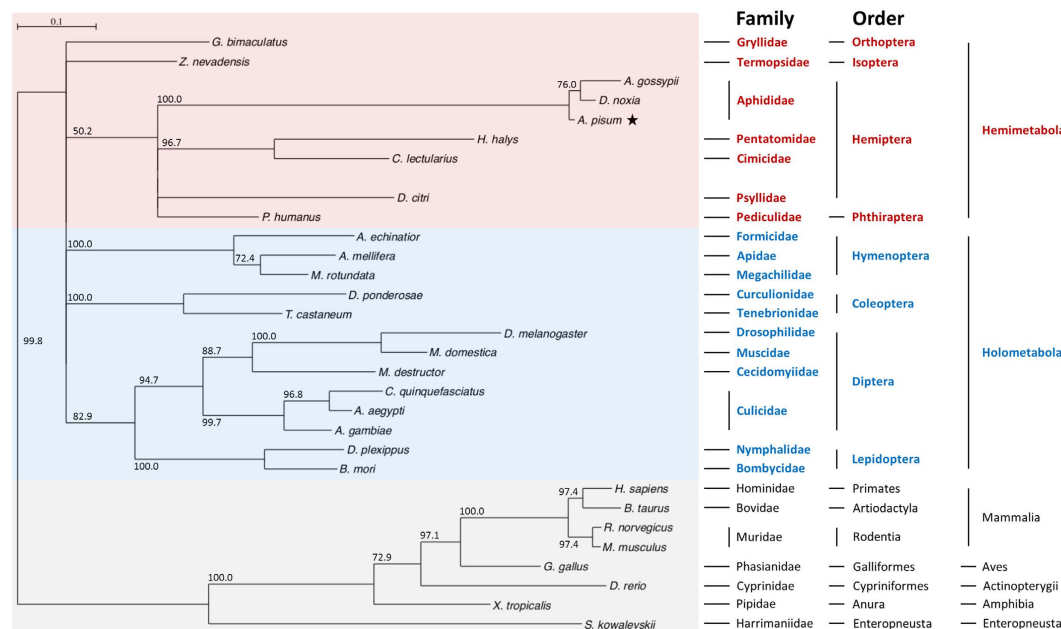 Family Order
0.1
G. bimaculatus Gryllidae Orthoptera
Z. nevadensis Termopsidae Isoptera
76.0 A. gossypii
100.0 D. noxia Aphididae
A. pisum ★
50.2 Hemimetabola
96.7 H. halys Pentatomidae Hemiptera
C. lectularius Cimicidae
D. citri Psyllidae
P. humanus Pediculidae Phthiraptera
100.0 A. echinatior Formicidae
72.4 A. mellifera Apidae Hymenoptera
M. rotundata Megachilidae
100.0 D. ponderosae Curculionidae
Coleoptera
T. castaneum Tenebrionidae
99.8 100.0 D. melanogaster Drosophilidae
88.7 M. domestica Muscidae Holometabola
94.7 M. destructor Cecidomyiidae
Diptera
96.8 C. quinquefasciatus
82.9 99.7 A. aegypti Culicidae
A. gambiae
D. plexippus Nymphalidae
100.0 Lepidoptera
B. mori Bombycidae
97.4 H. sapiens Hominidae Primates
B. taurus Bovidae Artiodactyla
100.0 Mammalia
R. norvegicus
97.4 Muridae Rodentia
M. musculus
97.1 G. gallus Phasianidae Galliformes Aves
72.9
100.0 D. rerio Cyprinidae Cypriniformes Actinopterygii
X. tropicalis Pipidae Anura Amphibia
S. kowalevskii Harrimaniidae Enteropneusta Enteropneusta